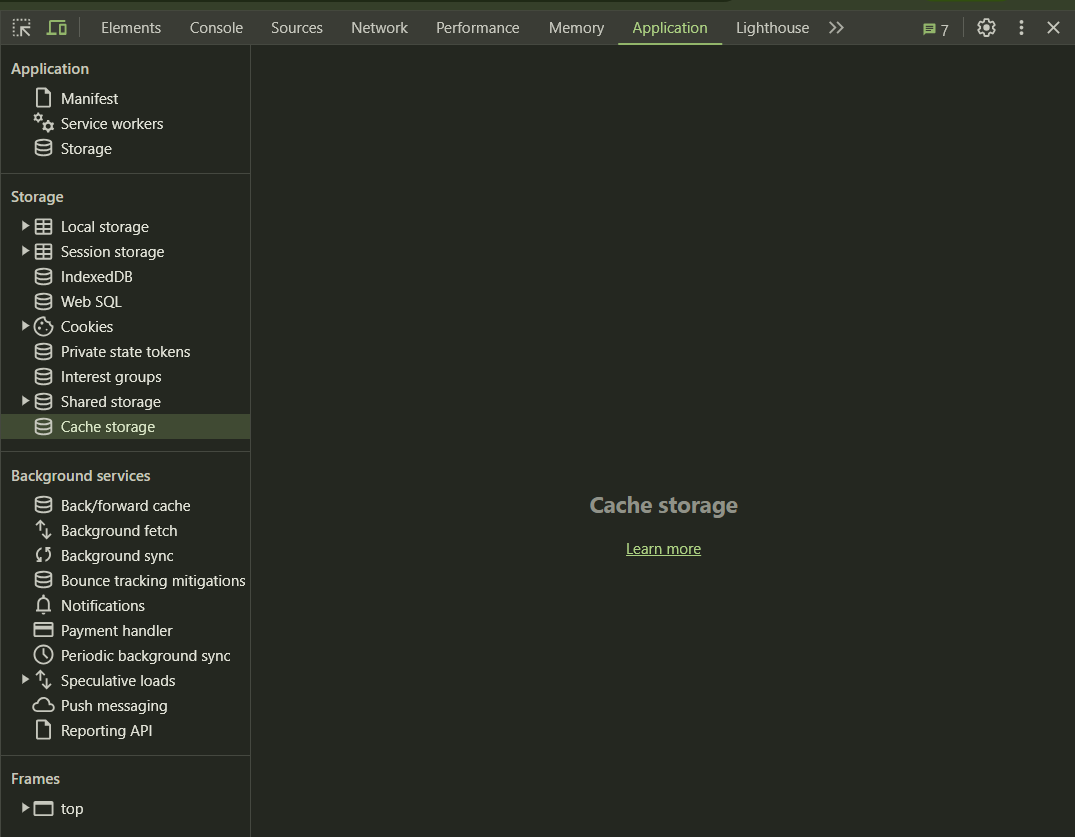 Elements Console Sources Network Performance Memory Application Lighthouse 7
Application
Manifest
Service workers
Storage
Storage
Local storage
Session storage
IndexedDB
Web SQL
Cookies
Private state tokens
Interest groups
Shared storage
Cache storage
Background services
Back/forward cache
Background fetch
Background sync
Bounce tracking mitigations
Notifications
Payment handler
Periodic background sync
Speculative loads
Push messaging
Reporting API
Frames
top
Cache storage
Learn more